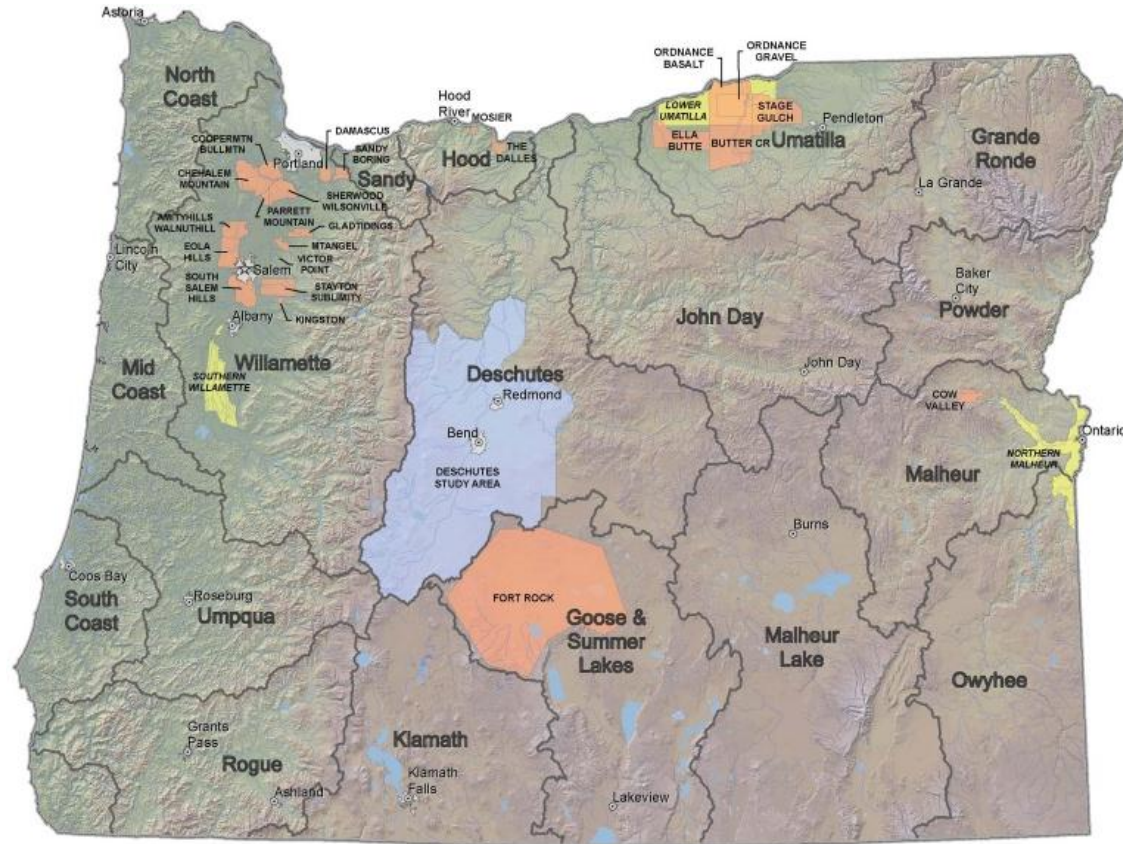 Astoria
North
Coast
ORDNANCE
BASALT
ORDNANCE
GRAVEL
Hood
River
MOSIER
DAMASCUS
LOWER
UMATILLA
STAGE
GULCH
Pendleton
COOPERMTN
BULLMTN
Portland
SANDY
BORING
THE
DALLES
ELLA
BUTTE
BUTTER CR
Umatilla
Grande
Ronde
Hood
Sandy
CHEHALEM
MOUNTAIN
SHERWOOD
WILSONVILLE
La Grande
PARRETT
MOUNTAIN
AMITYHILLS
WALNUTHILL
GLADTIDINGS
Lincoln
City
EOLA
HILLS
MTANGEL
VICTOR
POINT
Salem
SOUTH
SALEM
HILLS
STAYTON
SUBLIMITY
Baker
City
Powder
KINGSTON
Albany
John Day
Mid
Coast
Willamette
SOUTHERN
WILLAMETTE
Deschutes
Redmond
John Day
COW
VALLEY
Bend
Ontario
NORTHERN
MALHEUR
DESCHUTES
STUDY AREA
Malheur
Burns
Coos Bay
South
Coast
Roseburg
Umpqua
FORT ROCK
Goose &
Summer
Lakes
Malheur
Lake
Owyhee
Grants
Pass
Rogue
Klamath
Klamath
Falls
Ashland
Lakeview